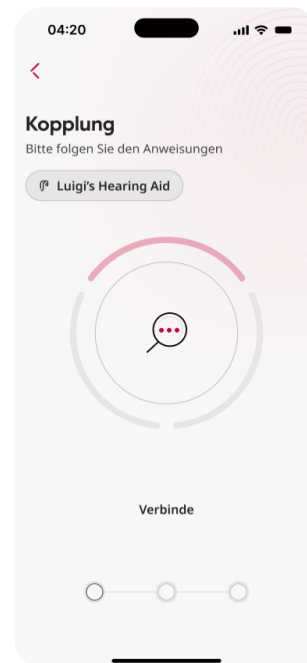 04:20
Kopplung
Bitte folgen Sie den Anweisungen
Luigi's Hearing Aid
Verbinde